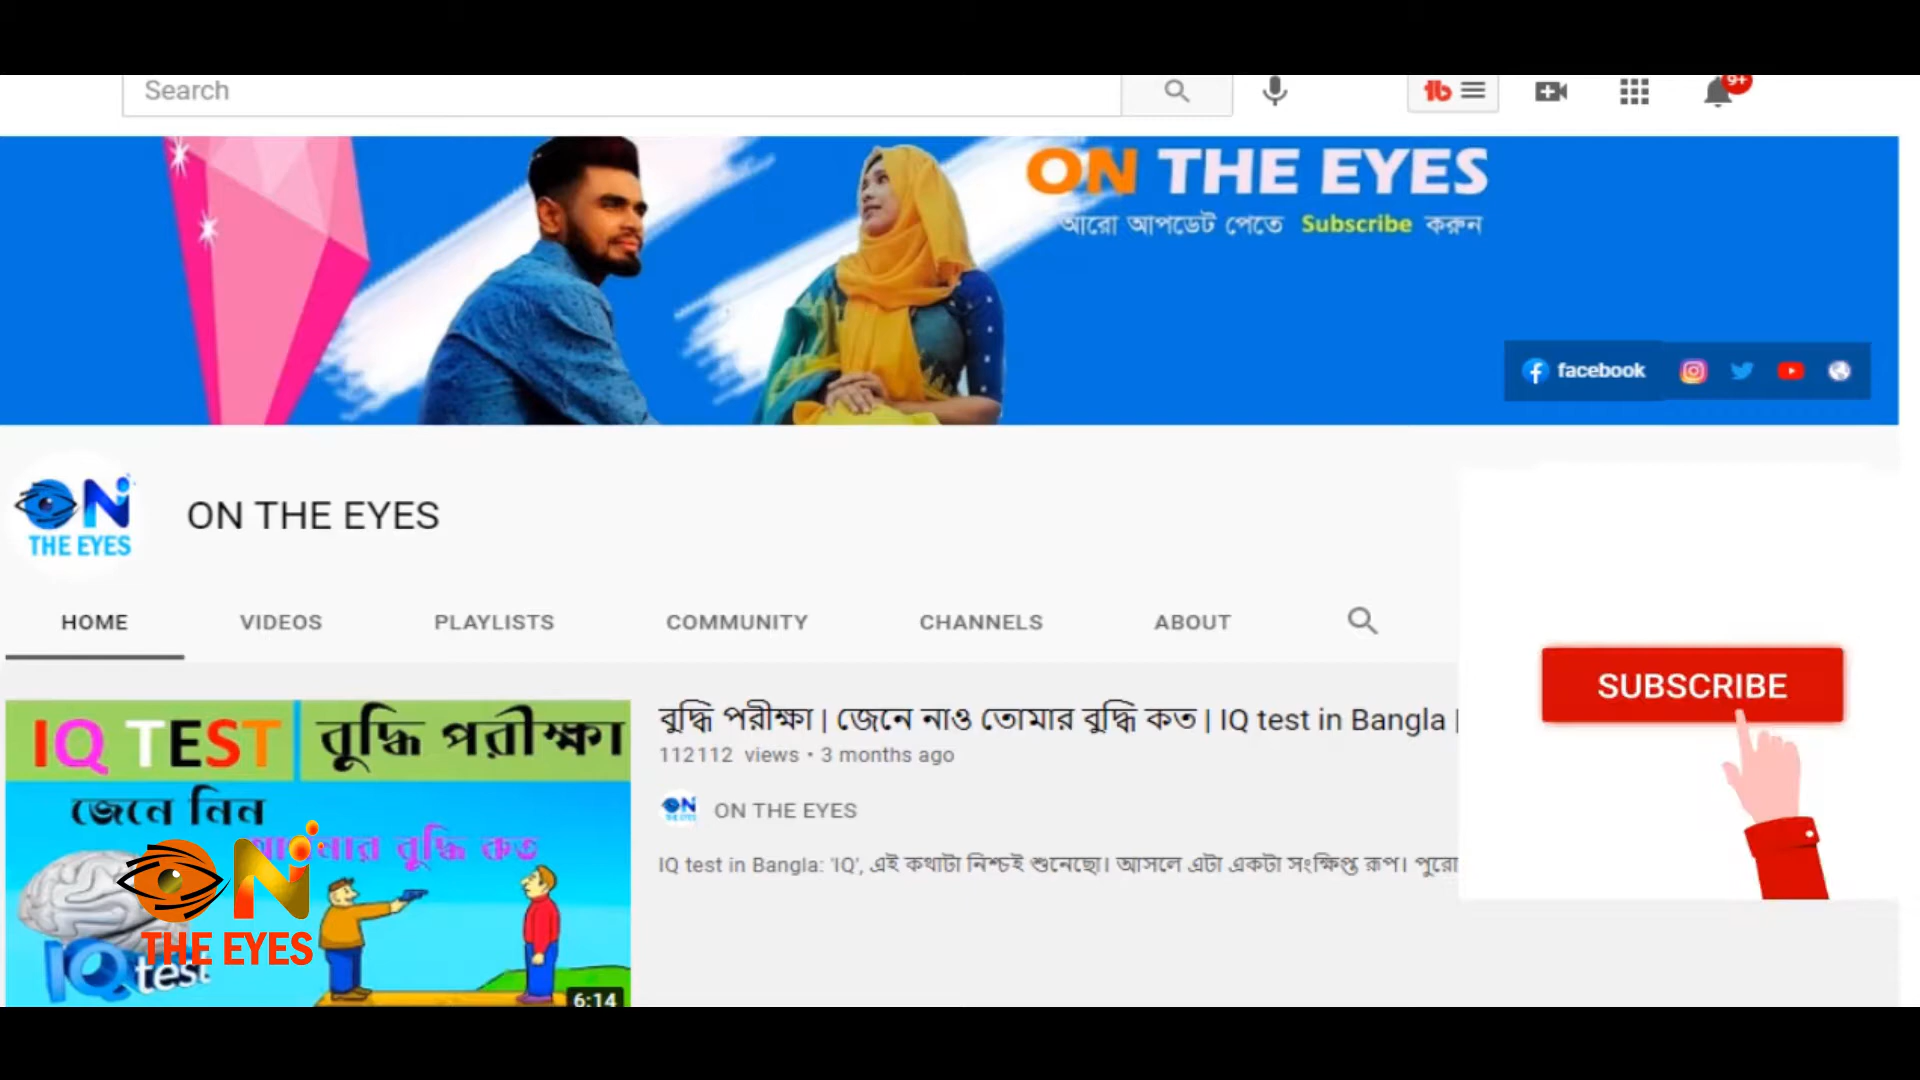 Search
9+
ON THE EYES
আরো আপডেট পেতে Subscribe করুন
facebook
ON
THE EYES
ON THE EYES
HOME VIDEOS PLAYLISTS COMMUNITY CHANNELS ABOUT
SUBSCRIBE
IQ TEST বুদ্ধি পরীক্ষা
জেনে নিন
বুদ্ধি কত
IQ test
6:14
ON
THE EYES
বুদ্ধি পরীক্ষা | জেনে নাও তোমার বুদ্ধি কত | IQ test in Bangla |
112112 views • 3 months ago
ON THE EYES
IQ test in Bangla: 'IQ', এই কথাটা নিশ্চই শুনেছো। আসলে এটা একটা সংক্ষিপ্ত রূপ। পুরো